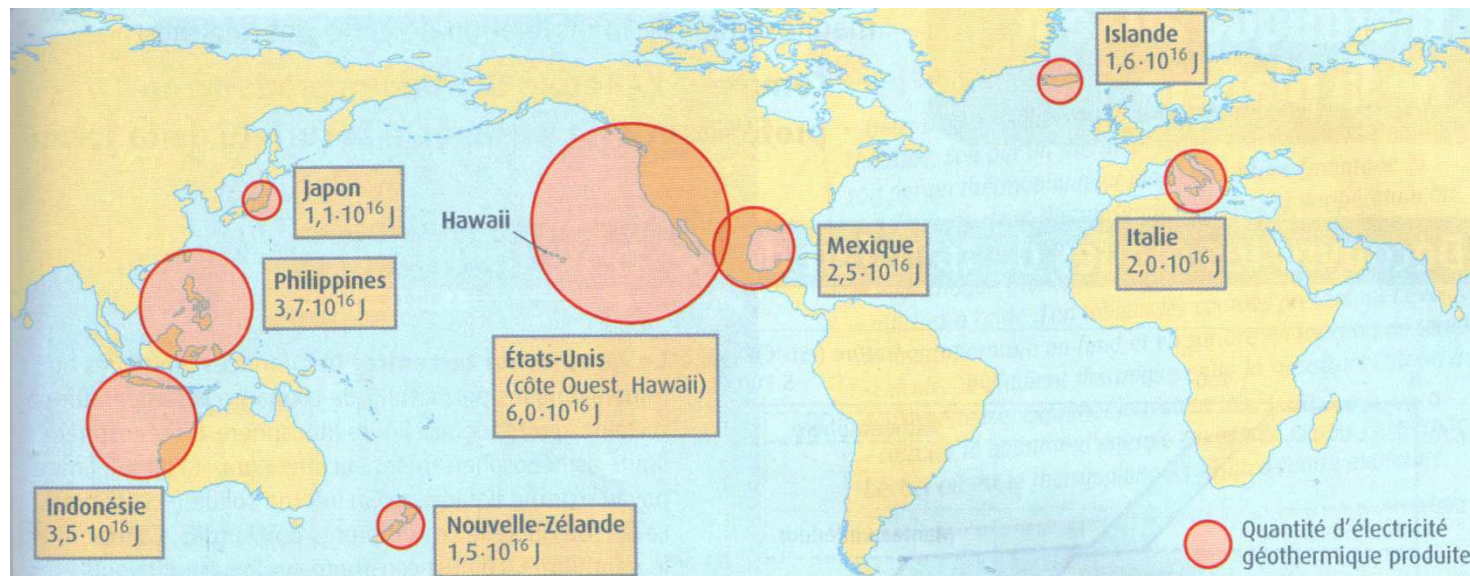 Islande
1,6·10¹⁶ J
Japon
1,1·10¹⁶ J
Hawaii
Mexique
2,5·10¹⁶ J
Italie
2,0·10¹⁶ J
Philippines
3,7·10¹⁶ J
États-Unis
(côte Ouest, Hawaii)
6,0·10¹⁶ J
Indonésie
3,5·10¹⁶ J
Nouvelle-Zélande
1,5·10¹⁶ J
Quantité d'électricité
géothermique produite